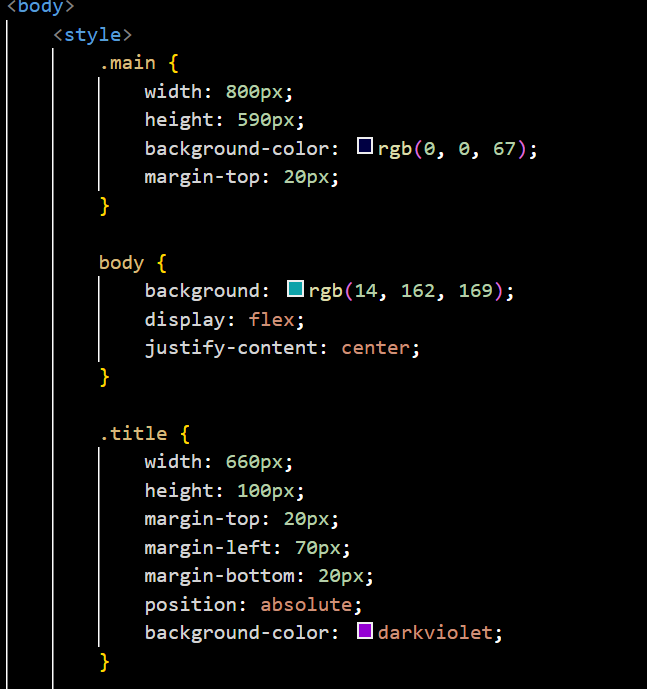 <body>
<style>
.main {
width: 800px;
height: 590px;
background-color: rgb(0, 0, 67);
margin-top: 20px;
}
body {
background: rgb(14, 162, 169);
display: flex;
justify-content: center;
}
.title {
width: 660px;
height: 100px;
margin-top: 20px;
margin-left: 70px;
margin-bottom: 20px;
position: absolute;
background-color: darkviolet;
}